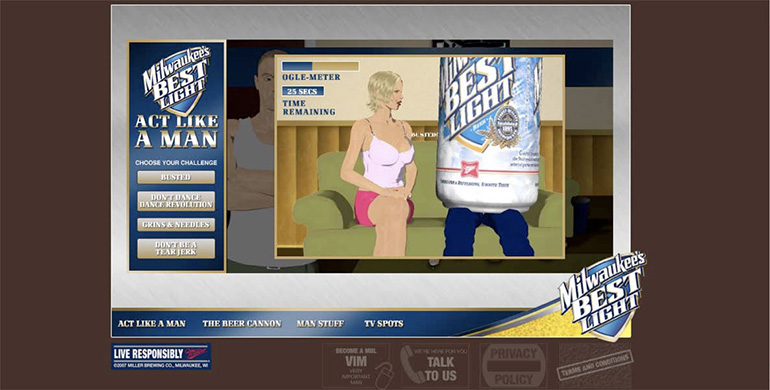 Milwaukee's
BEST
LIGHT
ACT LIKE
A MAN
CHOOSE YOUR CHALLENGE
BUSTED
DON'T DANCE
DANCE REVOLUTION
GRINS & NEEDLES
DON'T BE A
TEAR JERK
OGLE-METER
25 SECS
TIME
REMAINING
BUSTED!
Milwaukee's
BEST
LIGHT
Miller
Milwaukee's
BEST
LIGHT
ACT LIKE A MAN THE BEER CANNON MAN STUFF TV SPOTS
LIVE RESPONSIBLY Miller
©2007 MILLER BREWING CO., MILWAUKEE, WI
BECOME A MBL
VIM
VERY
IMPORTANT
MAN
WE'RE HERE FOR YOU
TALK
TO US
PRIVACY
POLICY
TERMS AND CONDITIONS